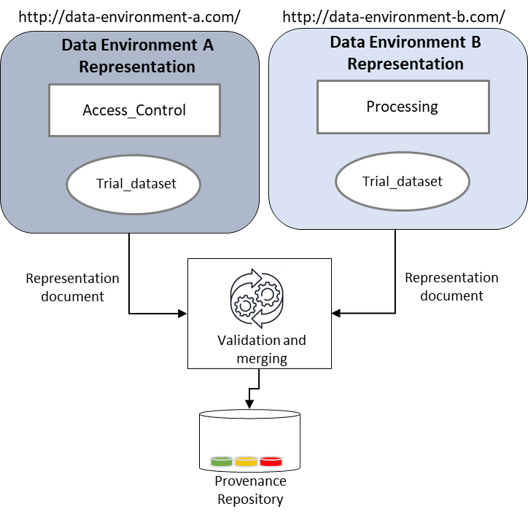 http://data-environment-a.com/
http://data-environment-b.com/
Data Environment A
Representation
Access_Control
Trial_dataset
Data Environment B
Representation
Processing
Trial_dataset
Representation
document
Representation
document
Validation and
merging
Provenance
Repository